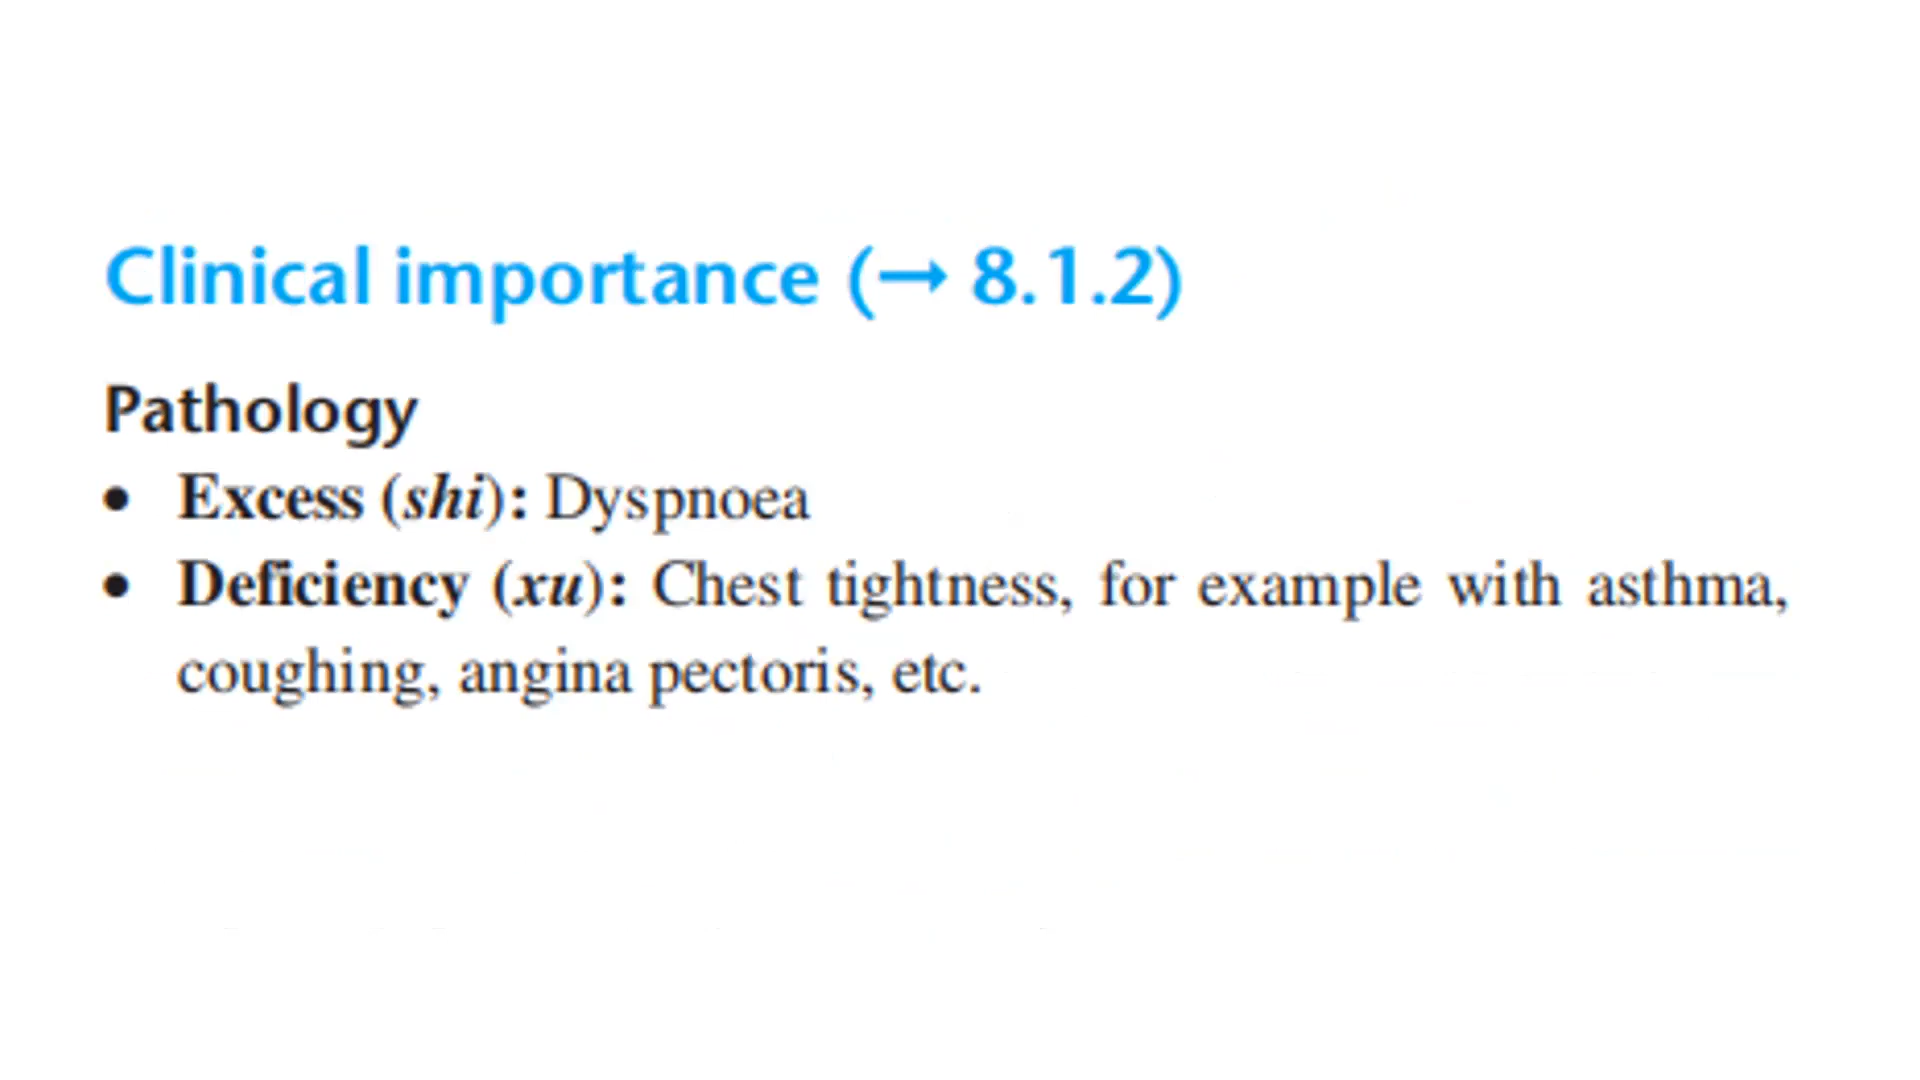 Clinical importance (→ 8.1.2)
Pathology
• Excess (shi): Dyspnoea
• Deficiency (xu): Chest tightness, for example with asthma,
coughing, angina pectoris, etc.